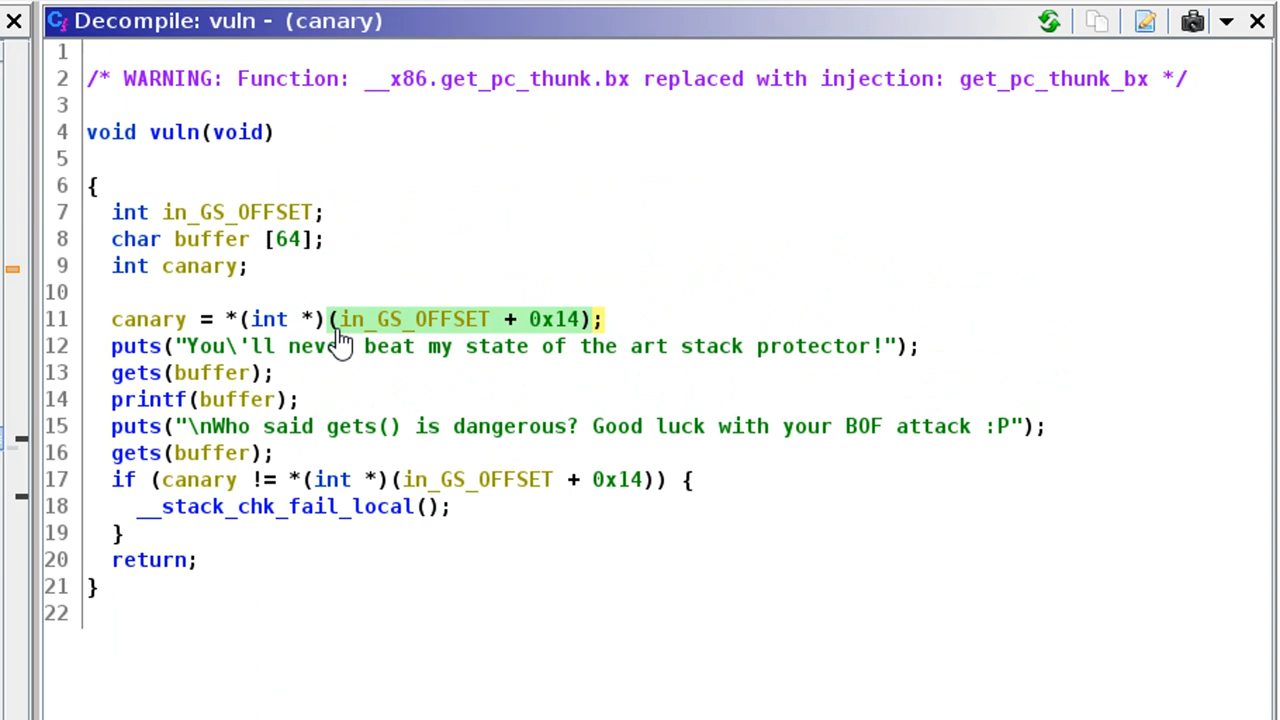 Decompile: vuln - (canary)
1
2 /* WARNING: Function: __x86.get_pc_thunk.bx replaced with injection: get_pc_thunk_bx */
3
4 void vuln(void)
5
6 {
7 int in_GS_OFFSET;
8 char buffer [64];
9 int canary;
10
11 canary = *(int *)(in_GS_OFFSET + 0x14);
12 puts("You\'ll neve beat my state of the art stack protector!");
13 gets(buffer);
14 printf(buffer);
15 puts("\nWho said gets() is dangerous? Good luck with your BOF attack :P");
16 gets(buffer);
17 if (canary != *(int *)(in_GS_OFFSET + 0x14)) {
18 __stack_chk_fail_local();
19 }
20 return;
21 }
22